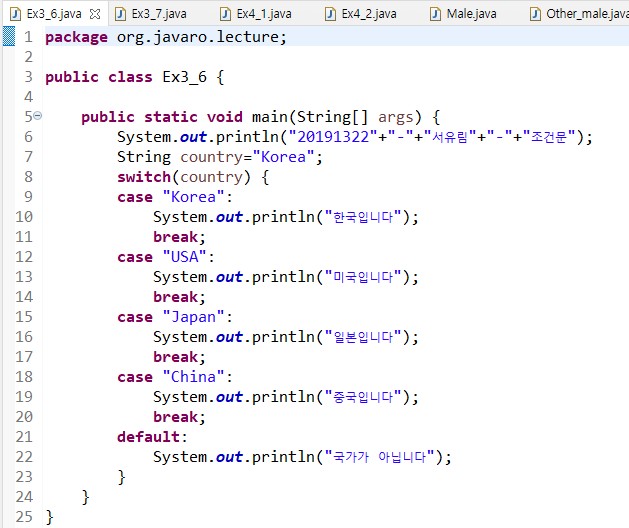 Ex3_6.java Ex3_7.java Ex4_1.java Ex4_2.java Male.java Other_male.java
1 package org.javaro.lecture;
2
3 public class Ex3_6 {
4
5 public static void main(String[] args) {
6 System.out.println("20191322"+"-"+"서유림"+"-"+"조건문");
7 String country="Korea";
8 switch(country) {
9 case "Korea":
10 System.out.println("한국입니다");
11 break;
12 case "USA":
13 System.out.println("미국입니다");
14 break;
15 case "Japan":
16 System.out.println("일본입니다");
17 break;
18 case "China":
19 System.out.println("중국입니다");
20 break;
21 default:
22 System.out.println("국가가 아닙니다");
23 }
24 }
25 }